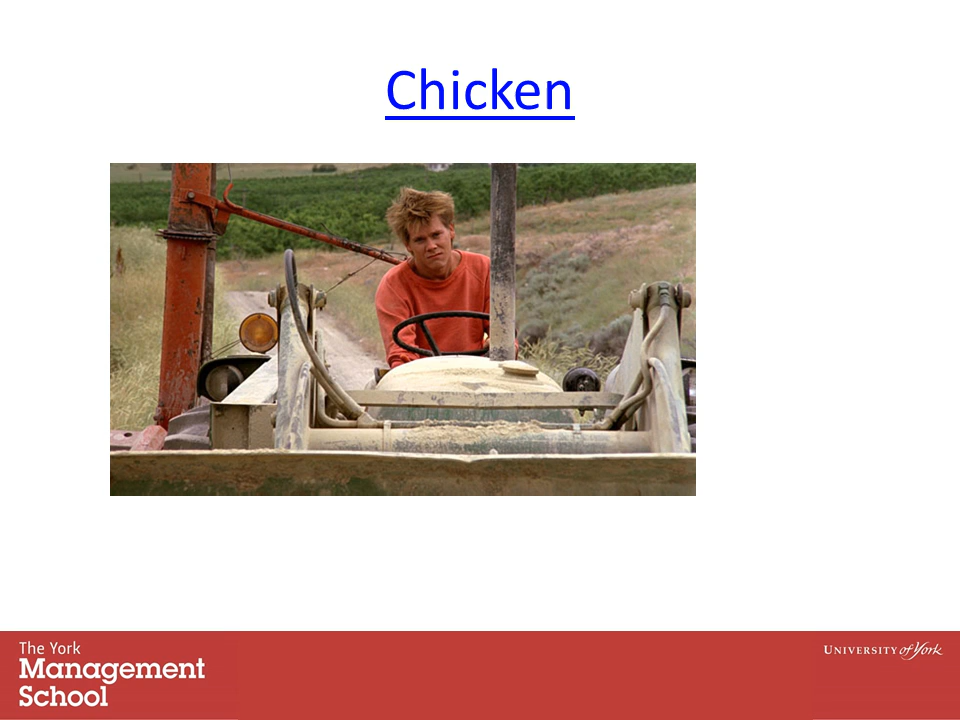 Chicken
The York
Management
School
UNIVERSITY of York